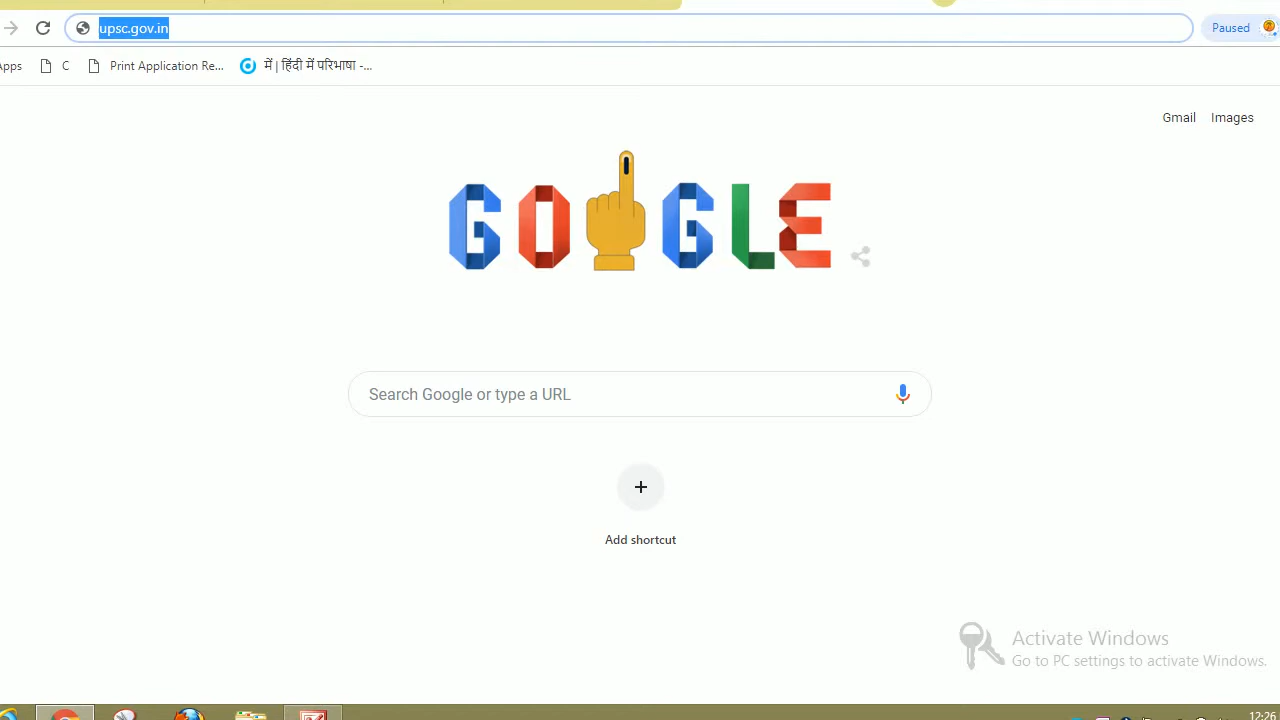 upsc.gov.in
Paused
Apps C Print Application Re... में | हिंदी में परिभाषा -...
Gmail Images
GOOGLE
Search Google or type a URL
Add shortcut
Activate Windows
Go to PC settings to activate Windows.
12:26